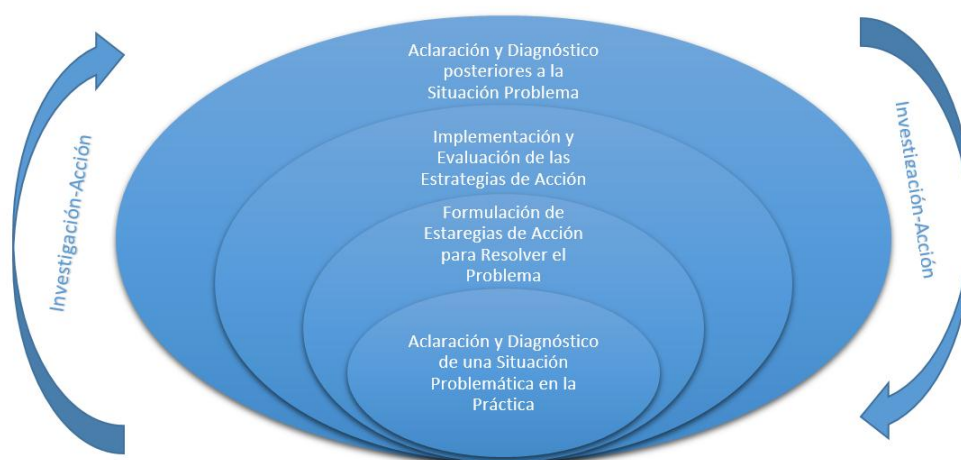 Aclaración y Diagnóstico
posteriores a la
Situación Problema
Implementación y
Evaluación de las
Estrategias de Acción
Formulación de
Estaregias de Acción
para Resolver el
Problema
Aclaración y Diagnóstico
de una Situación
Problemática en la
Práctica
Investigación-Acción
Investigación-Acción